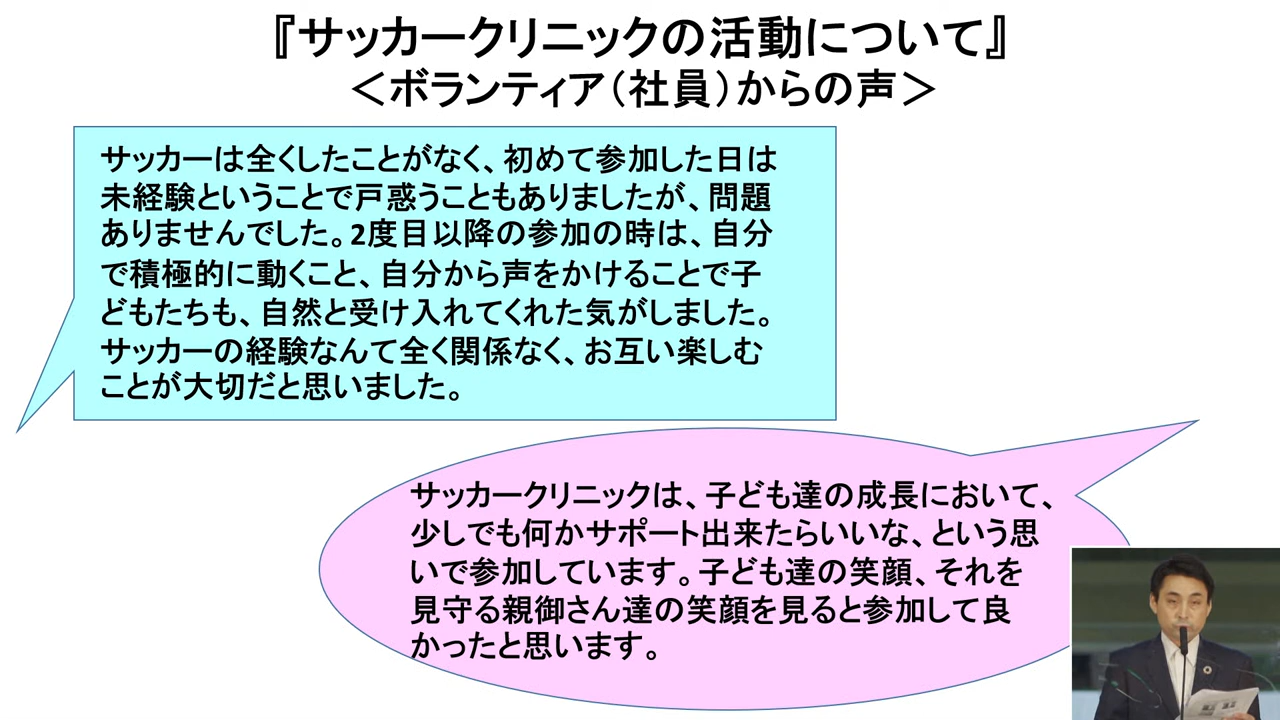 『サッカークリニックの活動について』
＜ボランティア（社員）からの声＞
サッカーは全くしたことがなく、初めて参加した日は
未経験ということで戸惑うこともありましたが、問題
ありませんでした。2度目以降の参加の時は、自分
で積極的に動くこと、自分から声をかけることで子
どもたちも、自然と受け入れてくれた気がしました。
サッカーの経験なんて全く関係なく、お互い楽しむ
ことが大切だと思いました。
サッカークリニックは、子ども達の成長において、
少しでも何かサポート出来たらいいな、という思
いで参加しています。子ども達の笑顔、それを
見守る親御さん達の笑顔を見ると参加して良
かったと思います。